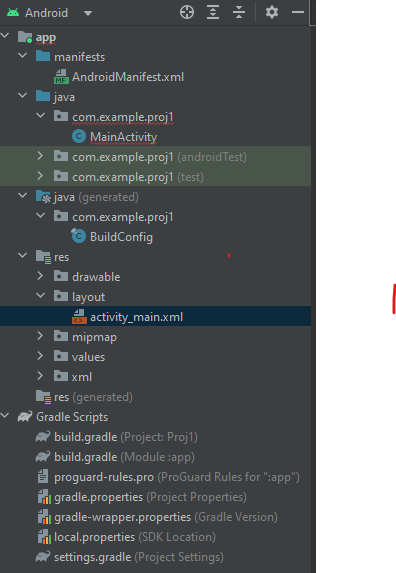 Android
app
manifests
AndroidManifest.xml
java
com.example.proj1
MainActivity
com.example.proj1 (androidTest)
com.example.proj1 (test)
java (generated)
com.example.proj1
BuildConfig
res
drawable
layout
activity_main.xml
mipmap
values
xml
res (generated)
Gradle Scripts
build.gradle (Project: Proj1)
build.gradle (Module :app)
proguard-rules.pro (ProGuard Rules for ":app")
gradle.properties (Project Properties)
gradle-wrapper.properties (Gradle Version)
local.properties (SDK Location)
settings.gradle (Project Settings)